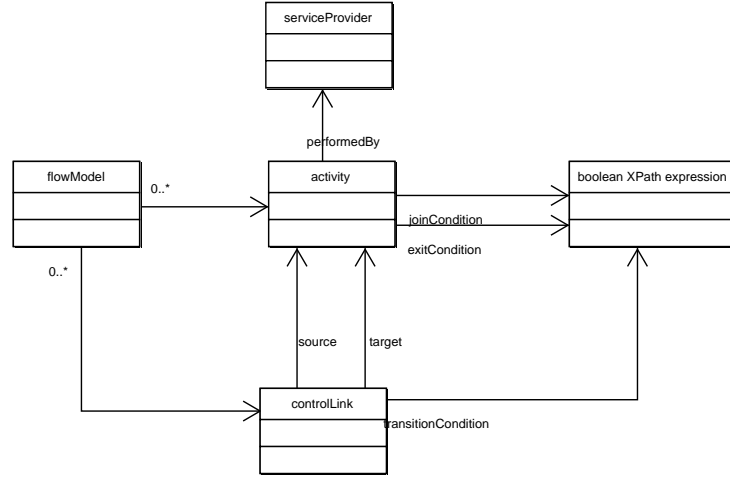 serviceProvider
performedBy
flowModel
activity
boolean XPath expression
0..*
joinCondition
exitCondition
0..*
source
target
controlLink
transitionCondition